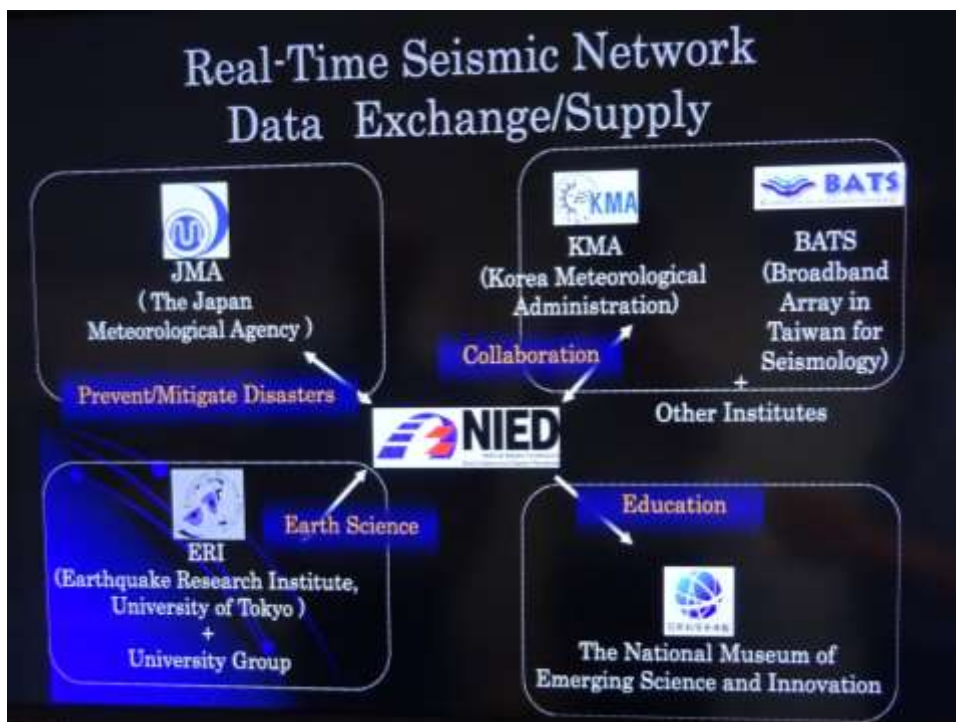 Real-Time Seismic Network
Data Exchange/Supply
JMA
( The Japan
Meteorological Agency )
KMA
KMA
(Korea Meteorological
Administration)
BATS
BATS
(Broadband
Array in
Taiwan for
Seismology)
+
Other Institutes
Collaboration
Prevent/Mitigate Disasters
NIED
Earth Science
ERI
(Earthquake Research Institute,
University of Tokyo )
+
University Group
Education
The National Museum of
Emerging Science and Innovation